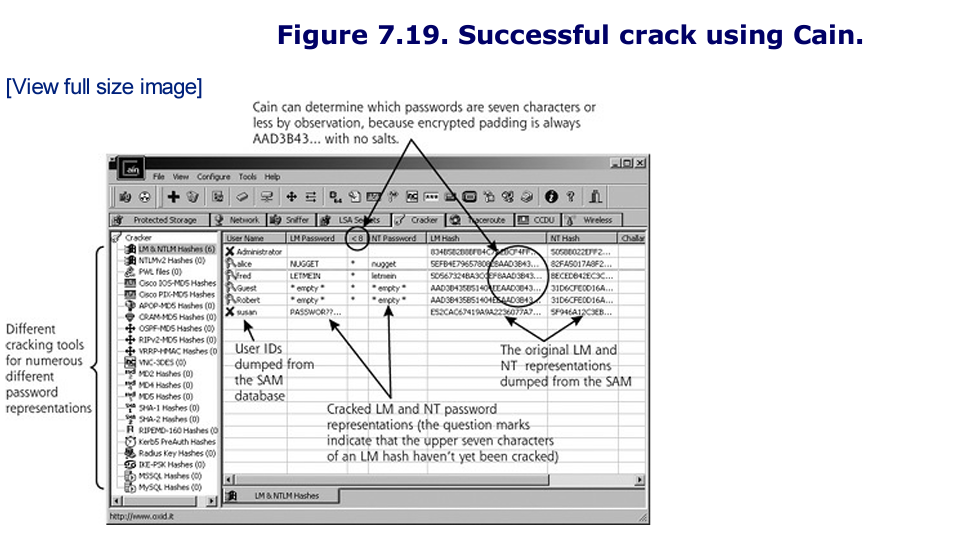 Figure 7.19. Successful crack using Cain.
[View full size image]
Cain can determine which passwords are seven characters or
less by observation, because encrypted padding is always
AAD3B43... with no salts.
Cain
File View Configure Tools Help
Protected Storage Network Sniffer LSA Secrets Cracker Traceroute CCDU Wireless
Cracker
LM & NTLM Hashes (6)
NTLMv2 Hashes (0)
PWL files (0)
Cisco IOS-MD5 Hashes
Cisco PIX-MD5 Hashes
APOP-MD5 Hashes (0)
CRAM-MD5 Hashes (0)
OSPF-MD5 Hashes (0)
RIPv2-MD5 Hashes (0)
VRRP-HMAC Hashes (0)
VNC-3DES (0)
MD2 Hashes (0)
MD4 Hashes (0)
MD5 Hashes (0)
SHA-1 Hashes (0)
SHA-2 Hashes (0)
RIPEMD-160 Hashes (0
Kerb5 PreAuth Hashes
Radius Key Hashes (0)
IKE-PSK Hashes (0)
MSSQL Hashes (0)
MySQL Hashes (0)
User Name LM Password < 8 NT Password LM Hash NT Hash Challar
Administrator
alice NUGGET * nugget 82FA5017A8F2...
fred LETMEIN * letmein 8ECEDB42EC3C...
Guest * empty * * * empty * AAD3B435B51404EEAAD3B43... 31D6CFE0D16A...
Robert * empty * * * empty * AAD3B435B51404EEAAD3B43... 31D6CFE0D16A...
susan PASSWOR??... E52CAC67419A9A2236077A7... 5F946A12C3EB...
Different
cracking tools
for numerous
different
password
representations
User IDs
dumped from
the SAM
database
The original LM and
NT representations
dumped from the SAM
Cracked LM and NT password
representations (the question marks
indicate that the upper seven characters
of an LM hash haven't yet been cracked)
LM & NTLM Hashes
http://www.oxid.it